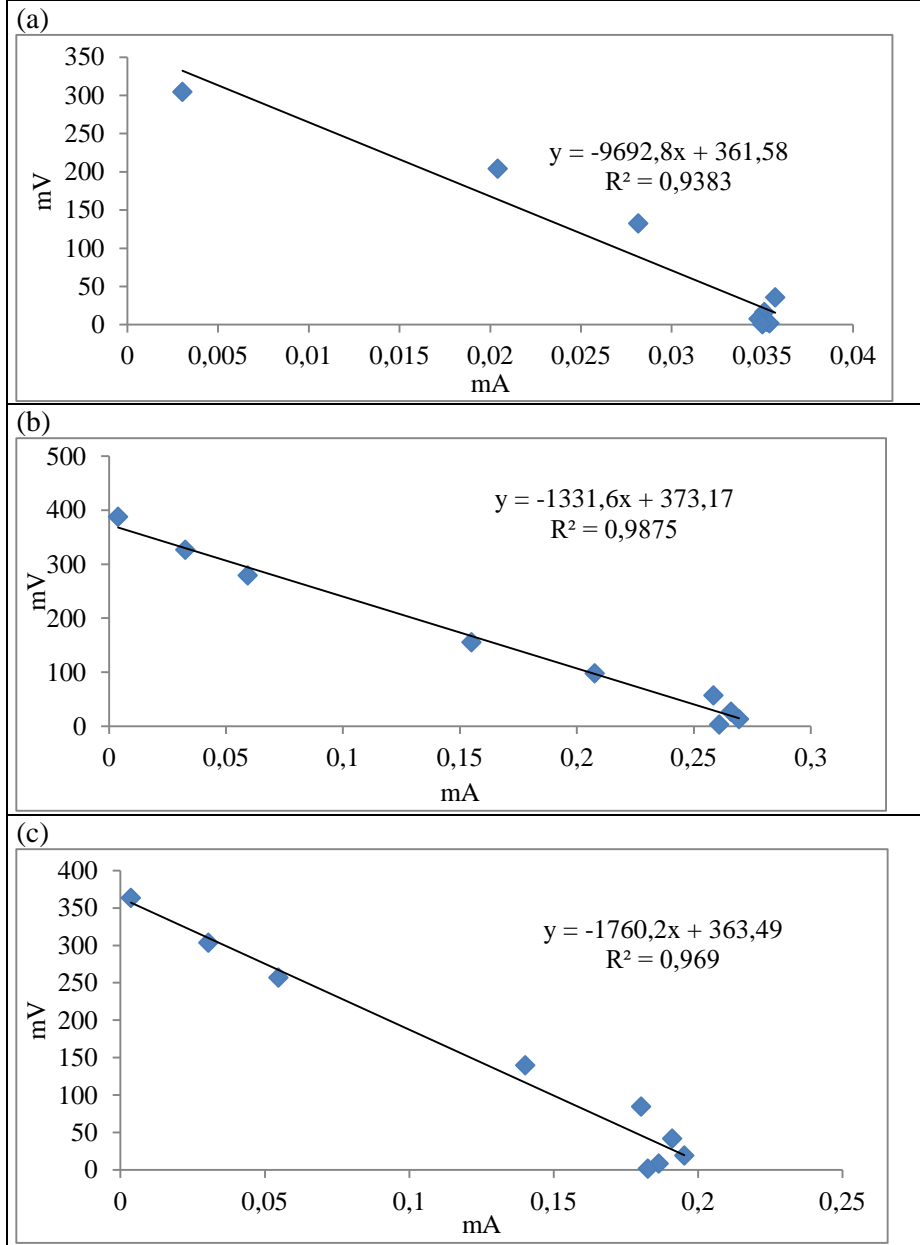 (a)
350
300
250
200
150
100
50
0
mV
y = -9692,8x + 361,58
R² = 0,9383
0 0,005 0,01 0,015 0,02 0,025 0,03 0,035 0,04
mA
(b)
500
400
300
200
100
0
mV
y = -1331,6x + 373,17
R² = 0,9875
0 0,05 0,1 0,15 0,2 0,25 0,3
mA
(c)
400
350
300
250
200
150
100
50
0
mV
y = -1760,2x + 363,49
R² = 0,969
0 0,05 0,1 0,15 0,2 0,25
mA